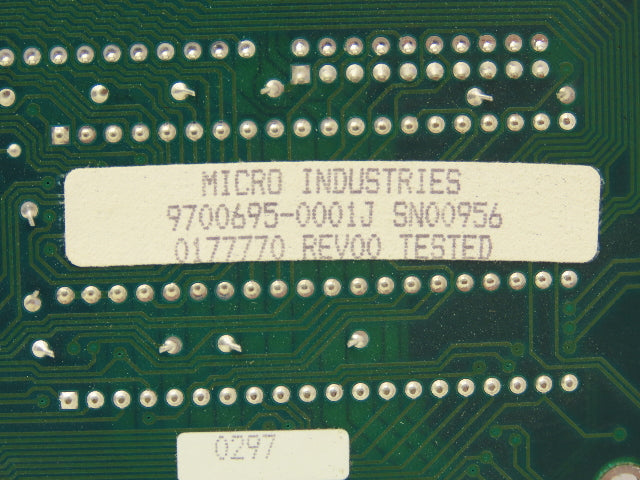 MICRO INDUSTRIES
9700695-0001J SN00956
0177770 REV00 TESTED
0297